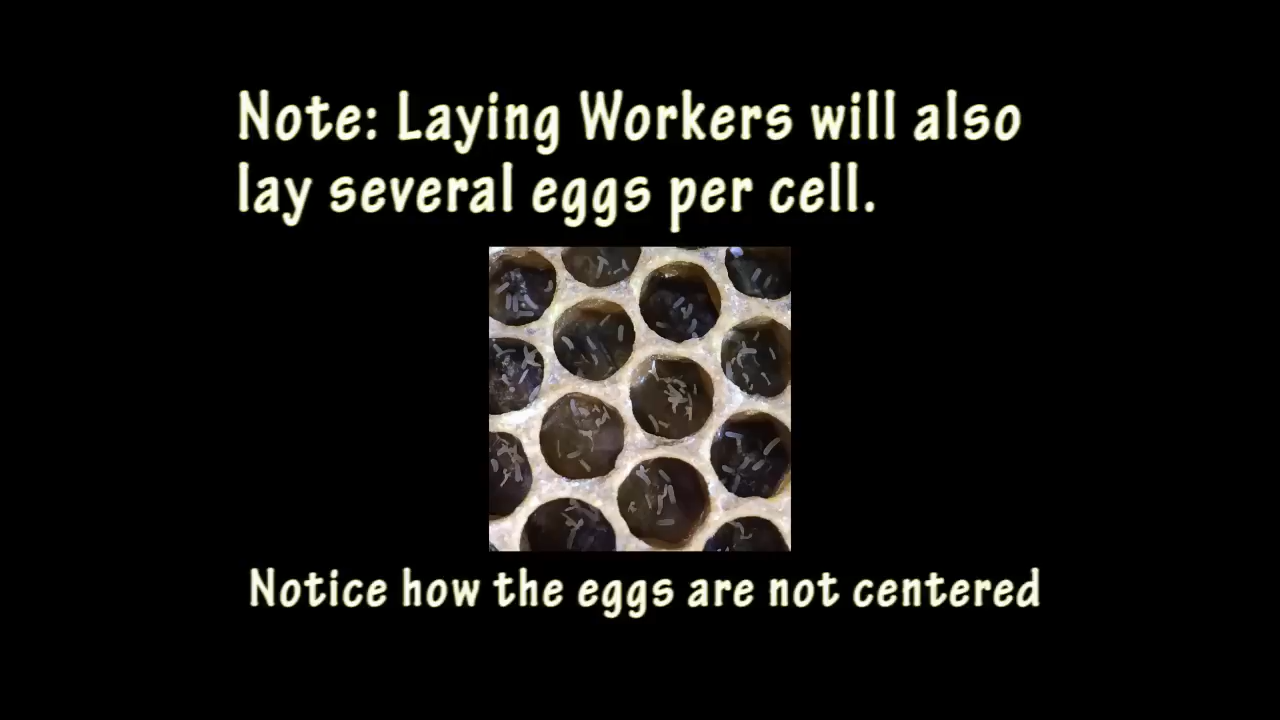 Note: Laying Workers will also
lay several eggs per cell.
Notice how the eggs are not centered